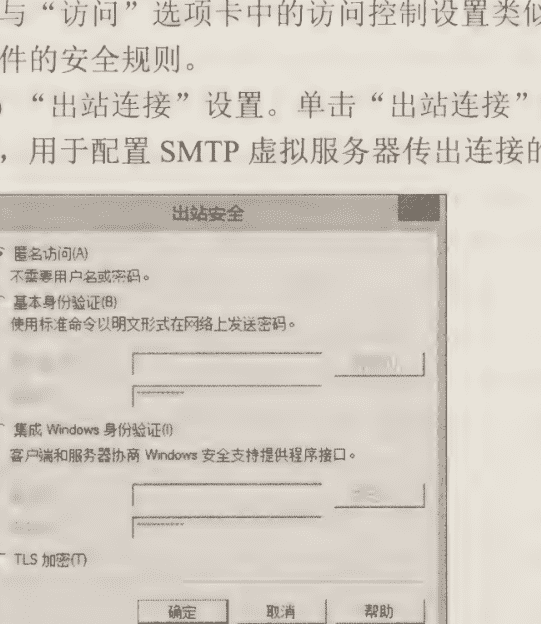 与“访问”选项卡中的访问控制设置类似
件的安全规则。
“出站连接”设置。单击“出站连接”
，用于配置 SMTP 虚拟服务器传出连接的
出站安全
匿名访问(A)
不需要用户名或密码。
基本身份验证(B)
使用标准命令以明文形式在网络上发送密码。
集成 Windows 身份验证(I)
客户端和服务器协商 Windows 安全支持提供程序接口。
TLS 加密(T)
确定 取消 帮助